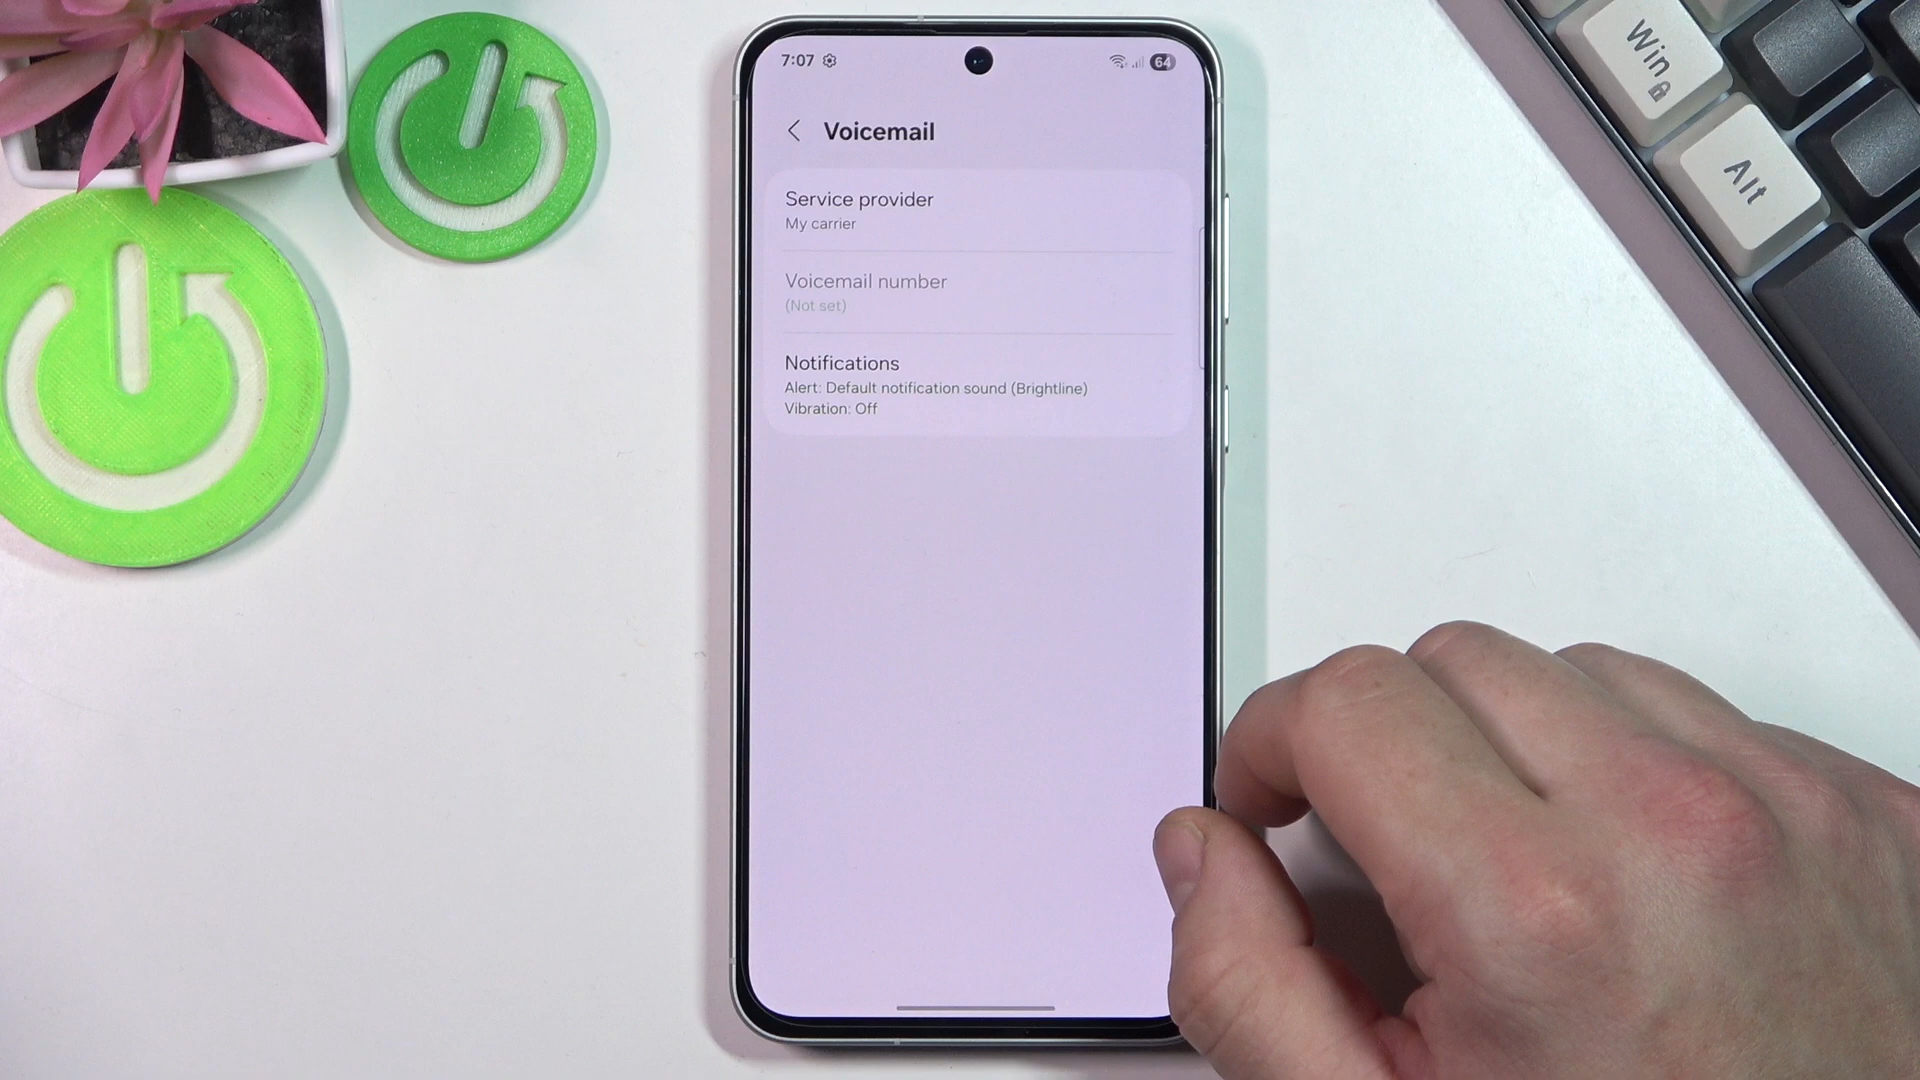 7:07
64
Voicemail
Service provider
My carrier
Voicemail number
(Not set)
Notifications
Alert: Default notification sound (Brightline)
Vibration: Off
Win
Alt